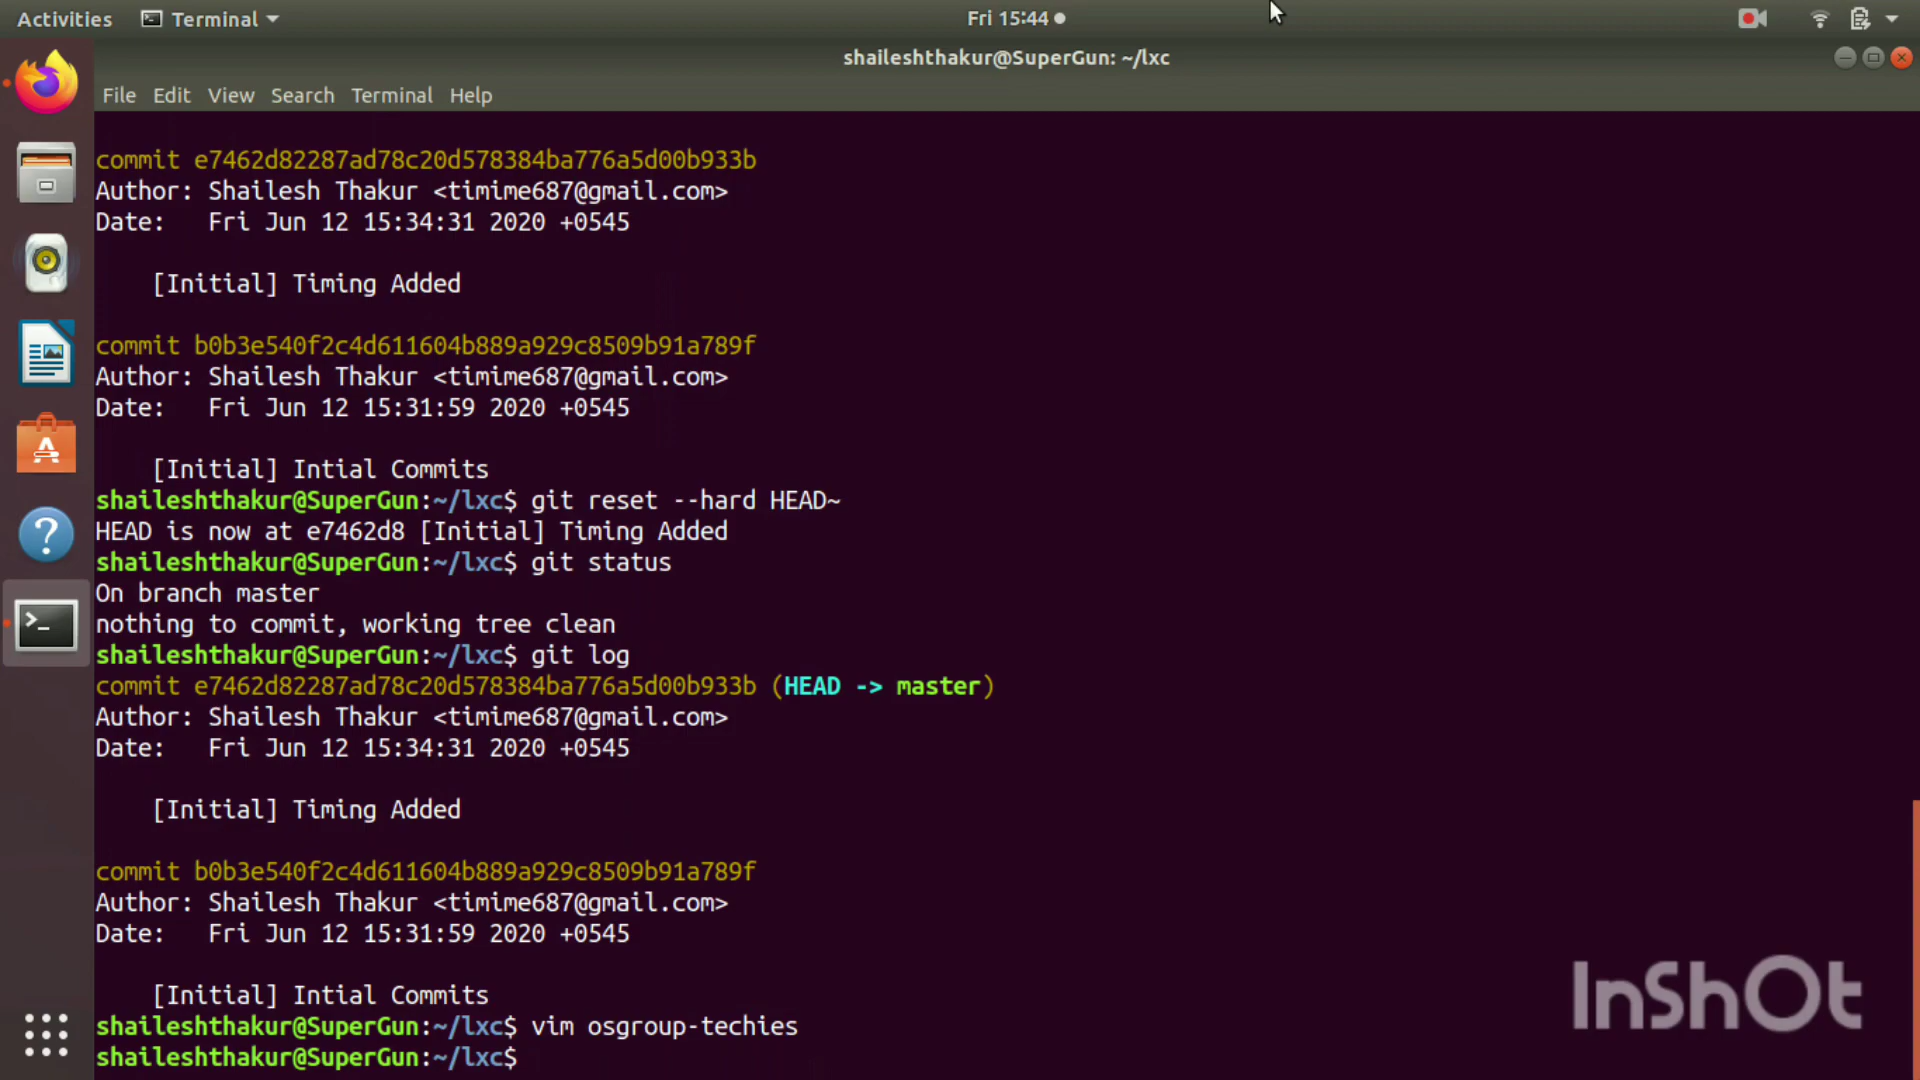 Activities
Terminal
Fri 15:44
shaileshthakur@SuperGun: ~/lxc
File Edit View Search Terminal Help
commit e7462d82287ad78c20d578384ba776a5d00b933b
Author: Shailesh Thakur <timime687@gmail.com>
Date:   Fri Jun 12 15:34:31 2020 +0545
[Initial] Timing Added
commit b0b3e540f2c4d611604b889a929c8509b91a789f
Author: Shailesh Thakur <timime687@gmail.com>
Date:   Fri Jun 12 15:31:59 2020 +0545
[Initial] Intial Commits
shaileshthakur@SuperGun:~/lxc$ git reset --hard HEAD~
HEAD is now at e7462d8 [Initial] Timing Added
shaileshthakur@SuperGun:~/lxc$ git status
On branch master
nothing to commit, working tree clean
shaileshthakur@SuperGun:~/lxc$ git log
commit e7462d82287ad78c20d578384ba776a5d00b933b (HEAD -> master)
Author: Shailesh Thakur <timime687@gmail.com>
Date:   Fri Jun 12 15:34:31 2020 +0545
[Initial] Timing Added
commit b0b3e540f2c4d611604b889a929c8509b91a789f
Author: Shailesh Thakur <timime687@gmail.com>
Date:   Fri Jun 12 15:31:59 2020 +0545
[Initial] Intial Commits
shaileshthakur@SuperGun:~/lxc$ vim osgroup-techies
shaileshthakur@SuperGun:~/lxc$
InShOt